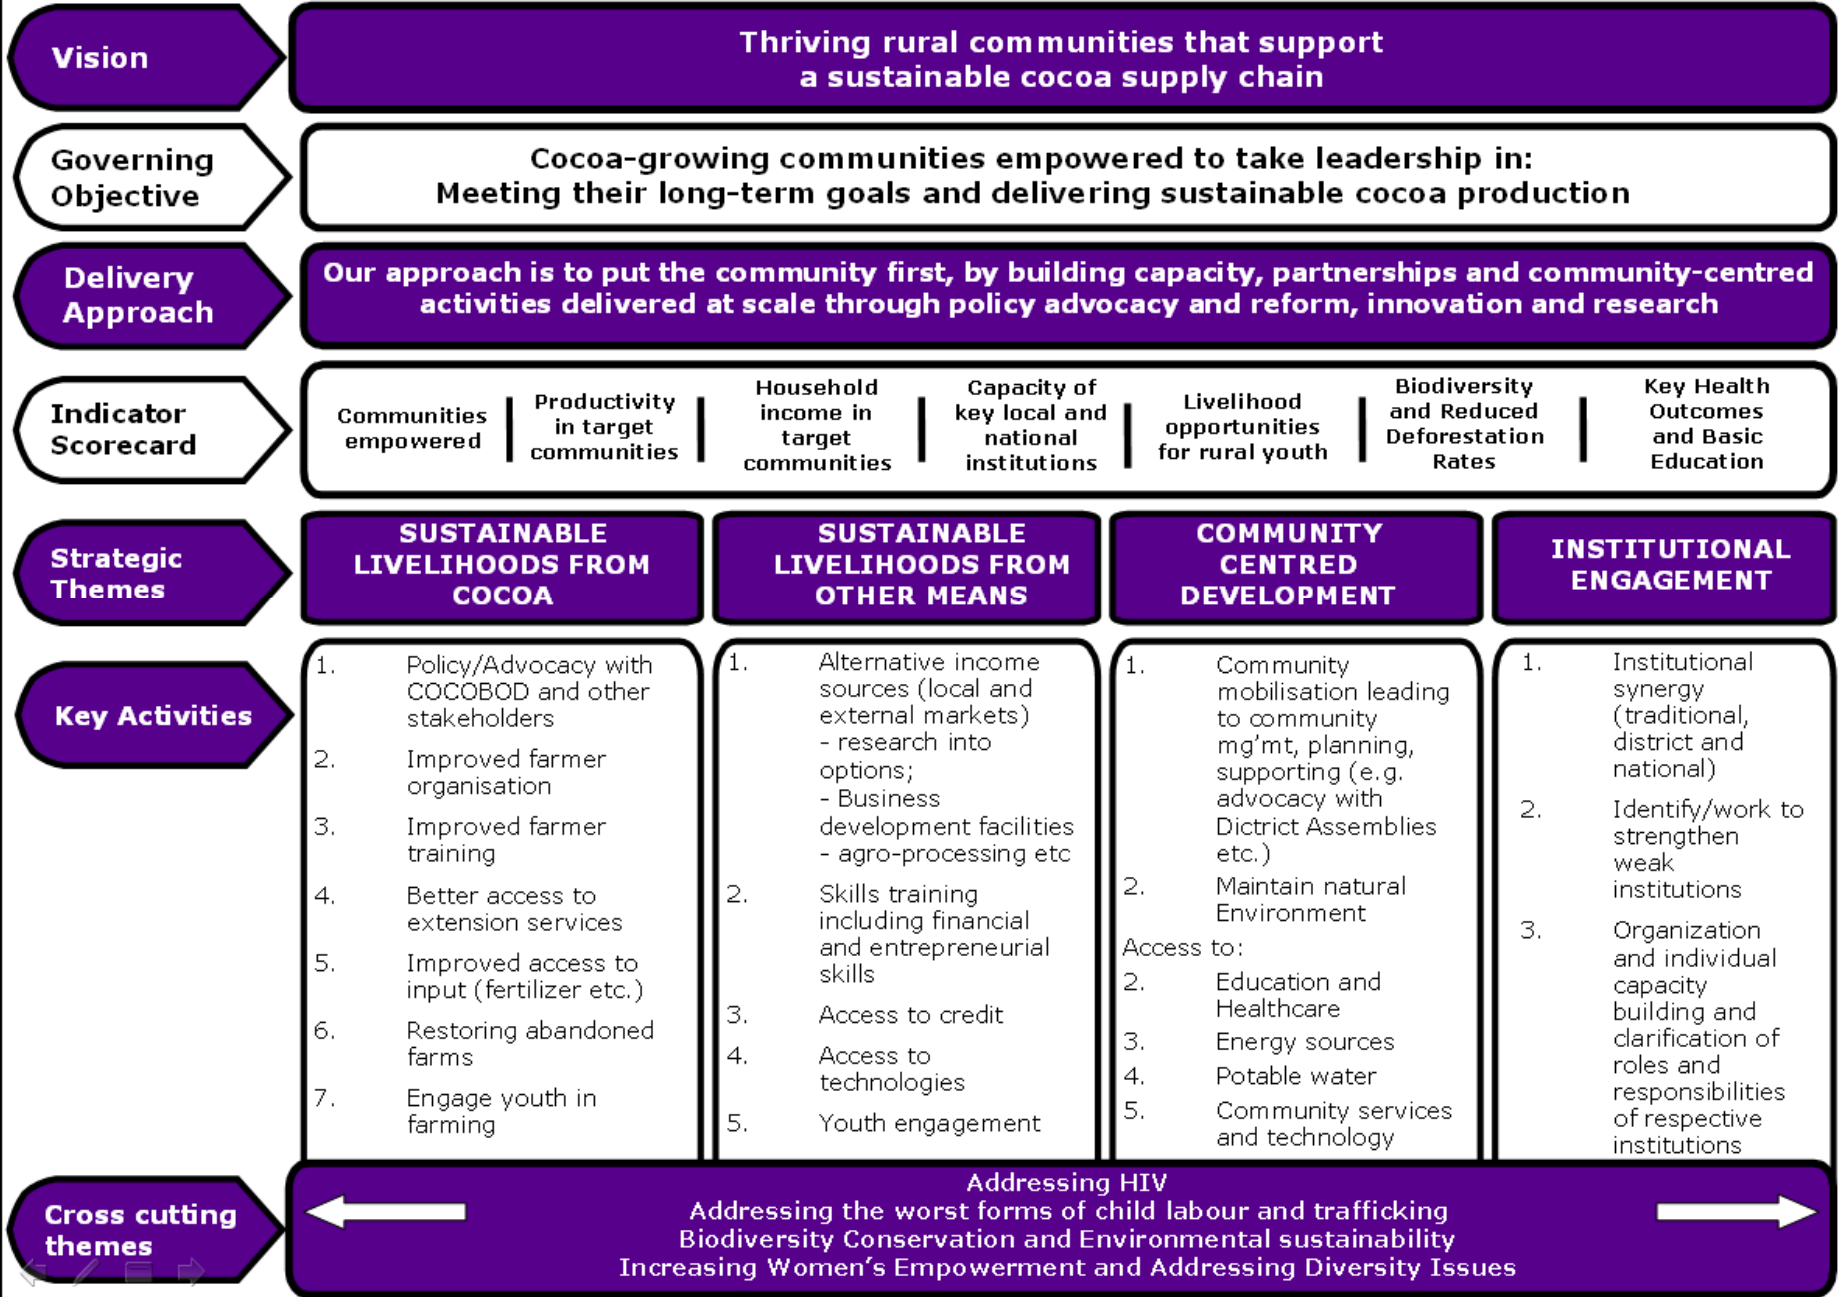 Vision
Thriving rural communities that support
a sustainable cocoa supply chain
Governing
Objective
Cocoa-growing communities empowered to take leadership in:
Meeting their long-term goals and delivering sustainable cocoa production
Delivery
Approach
Our approach is to put the community first, by building capacity, partnerships and community-centred
activities delivered at scale through policy advocacy and reform, innovation and research
Indicator
Scorecard
Communities
empowered
Productivity
in target
communities
Household
income in
target
communities
Capacity of
key local and
national
institutions
Livelihood
opportunities
for rural youth
Biodiversity
and Reduced
Deforestation
Rates
Key Health
Outcomes
and Basic
Education
Strategic
Themes
SUSTAINABLE
LIVELIHOODS FROM
COCOA
SUSTAINABLE
LIVELIHOODS FROM
OTHER MEANS
COMMUNITY
CENTRED
DEVELOPMENT
INSTITUTIONAL
ENGAGEMENT
Key Activities
1. Policy/Advocacy with
COCOBOD and other
stakeholders
2. Improved farmer
organisation
3. Improved farmer
training
4. Better access to
extension services
5. Improved access to
input (fertilizer etc.)
6. Restoring abandoned
farms
7. Engage youth in
farming
1. Alternative income
sources (local and
external markets)
- research into
options;
- Business
development facilities
- agro-processing etc
2. Skills training
including financial
and entrepreneurial
skills
3. Access to credit
4. Access to
technologies
5. Youth engagement
1. Community
mobilisation leading
to community
mg'mt, planning,
supporting (e.g.
advocacy with
Dictrict Assemblies
etc.)
2. Maintain natural
Environment
Access to:
2. Education and
Healthcare
3. Energy sources
4. Potable water
5. Community services
and technology
1. Institutional
synergy
(traditional,
district and
national)
2. Identify/work to
strengthen
weak
institutions
3. Organization
and individual
capacity
building and
clarification of
roles and
responsibilities
of respective
institutions
Cross cutting
themes
Addressing HIV
Addressing the worst forms of child labour and trafficking
Biodiversity Conservation and Environmental sustainability
Increasing Women's Empowerment and Addressing Diversity Issues